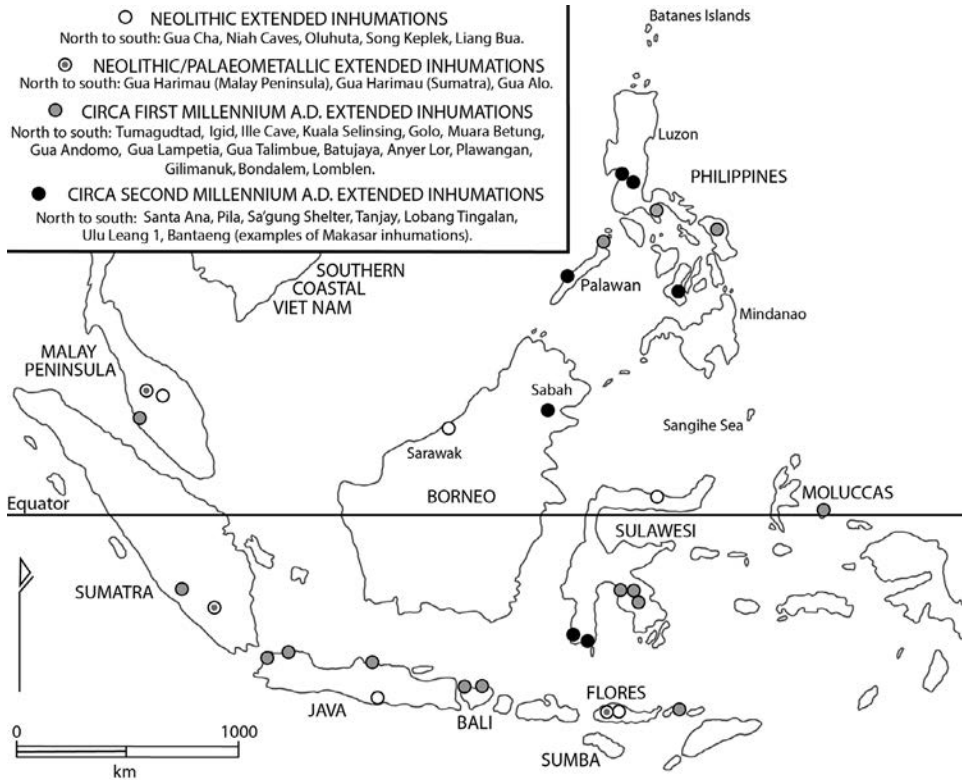 NEOLITHIC EXTENDED INHUMATIONS
North to south: Gua Cha, Niah Caves, Oluhuta, Song Keplek, Liang Bua.
NEOLITHIC/PALAEOMETALLIC EXTENDED INHUMATIONS
North to south: Gua Harimau (Malay Peninsula), Gua Harimau (Sumatra), Gua Alo.
CIRCA FIRST MILLENNIUM A.D. EXTENDED INHUMATIONS
North to south: Tumagudtad, Igid, Ille Cave, Kuala Selinsing, Golo, Muara Betung,
Gua Andomo, Gua Lampetia, Gua Talimbue, Batujaya, Anyer Lor, Plawangan,
Gilimanuk, Bondalem, Lomblen.
CIRCA SECOND MILLENNIUM A.D. EXTENDED INHUMATIONS
North to south: Santa Ana, Pila, Sa'gung Shelter, Tanjay, Lobang Tingalan,
Ulu Leang 1, Bantaeng (examples of Makasar inhumations).
Batanes Islands
Luzon
PHILIPPINES
SOUTHERN
COASTAL
VIET NAM
Palawan
Mindanao
MALAY
PENINSULA
Sabah
Sangihe Sea
Sarawak
BORNEO
MOLUCCAS
Equator
SULAWESI
SUMATRA
FLORES
JAVA
BALI
SUMBA
0
1000
km